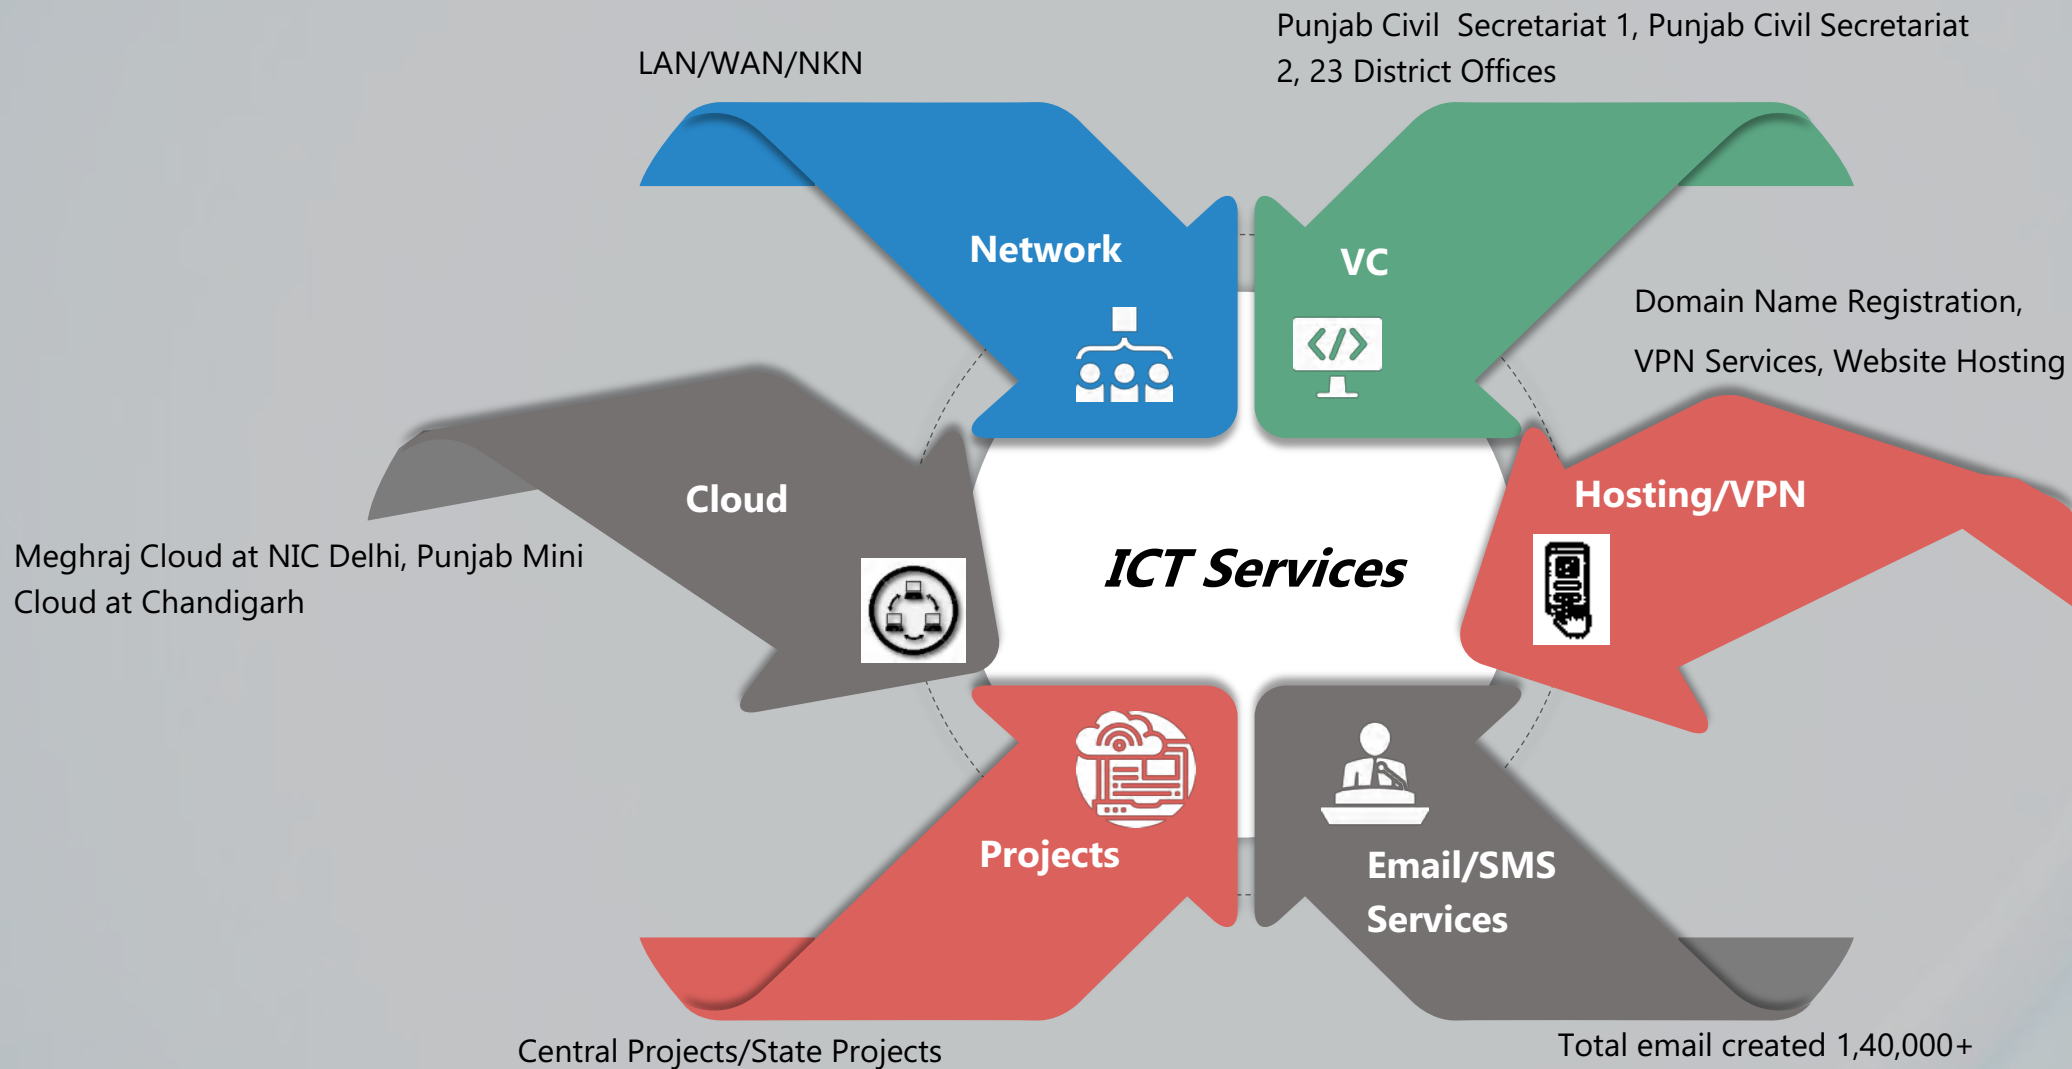 LAN/WAN/NKN
Punjab Civil  Secretariat 1, Punjab Civil Secretariat
2, 23 District Offices
Network
VC
</>
Domain Name Registration,
VPN Services, Website Hosting
Cloud
Hosting/VPN
Meghraj Cloud at NIC Delhi, Punjab Mini
Cloud at Chandigarh
ICT Services
Projects
Email/SMS
Services
Central Projects/State Projects
Total email created 1,40,000+